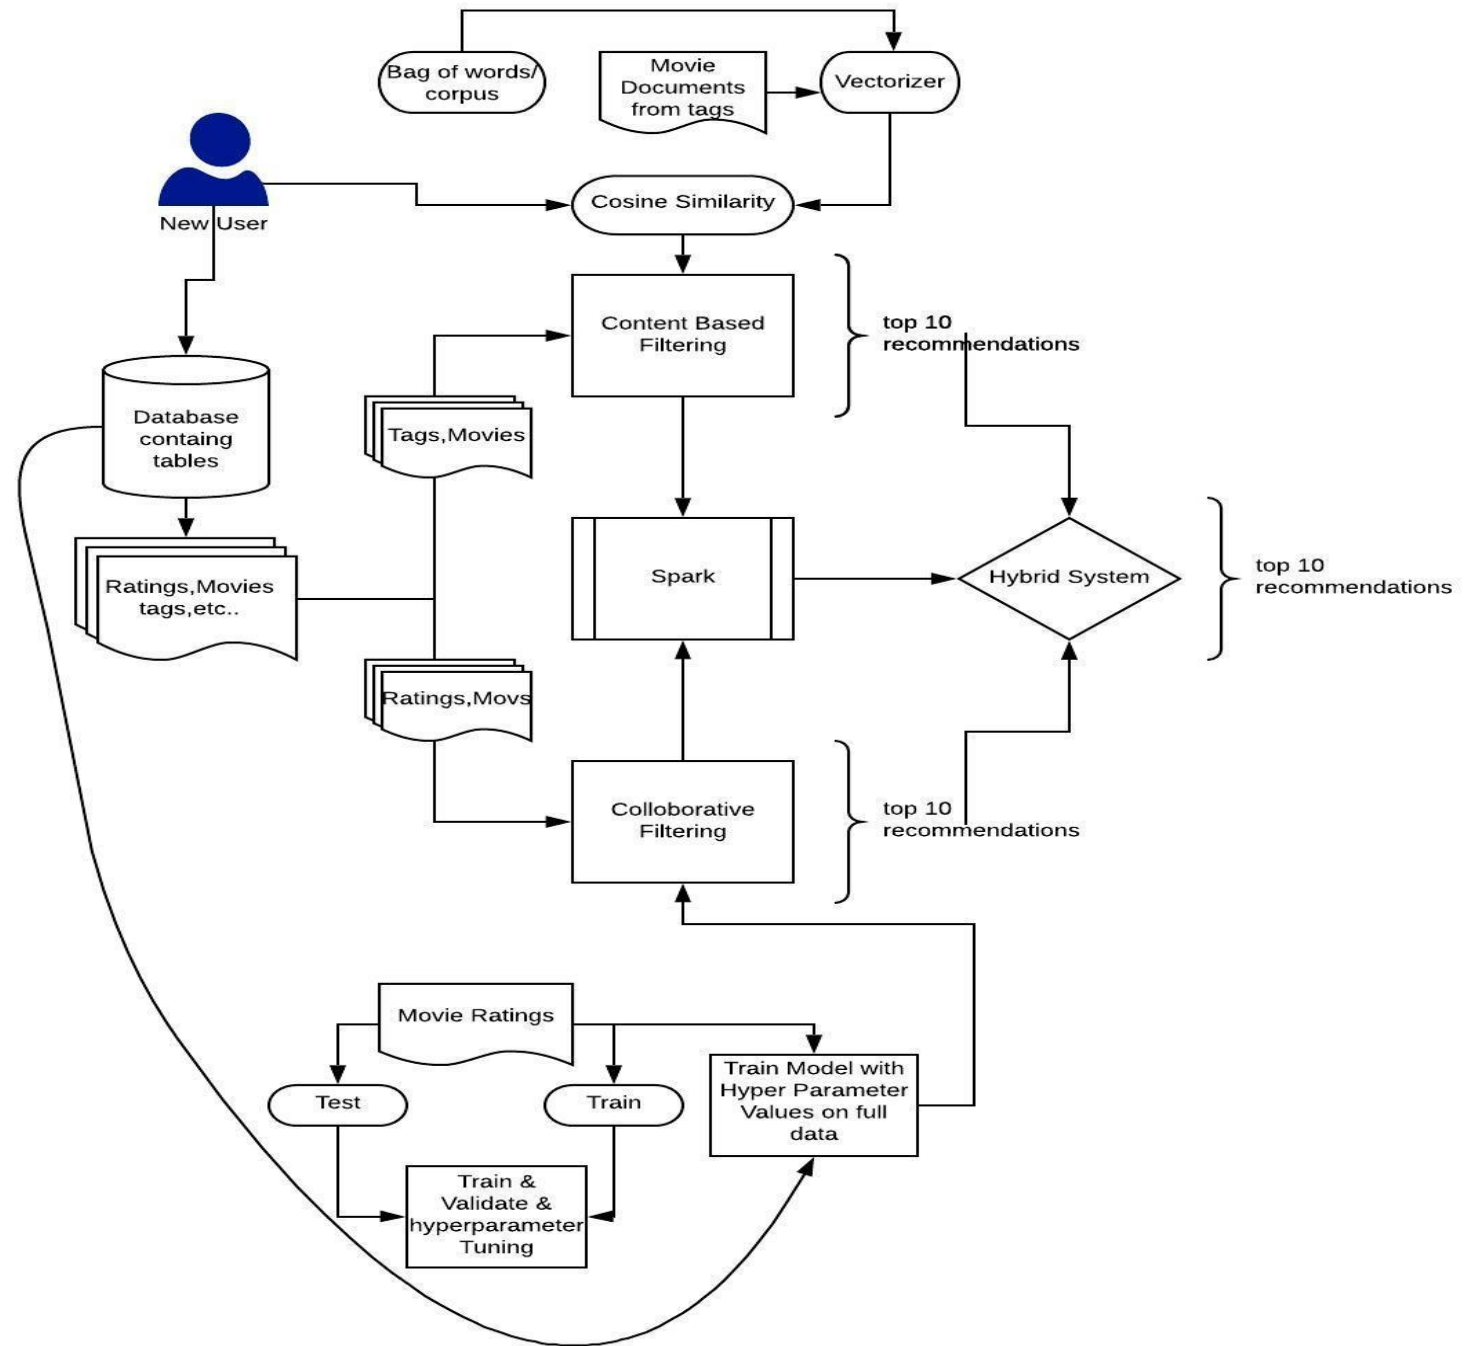 Bag of words/
corpus
Movie
Documents
from tags
Vectorizer
New User
Cosine Similarity
Content Based
Filtering
top 10
recommendations
Database
containg
tables
Tags,Movies
Ratings,Movies
tags,etc..
Spark
Hybrid System
top 10
recommendations
Ratings,Movs
Colloborative
Filtering
top 10
recommendations
Movie Ratings
Test
Train
Train Model with
Hyper Parameter
Values on full
data
Train &
Validate &
hyperparameter
Tuning